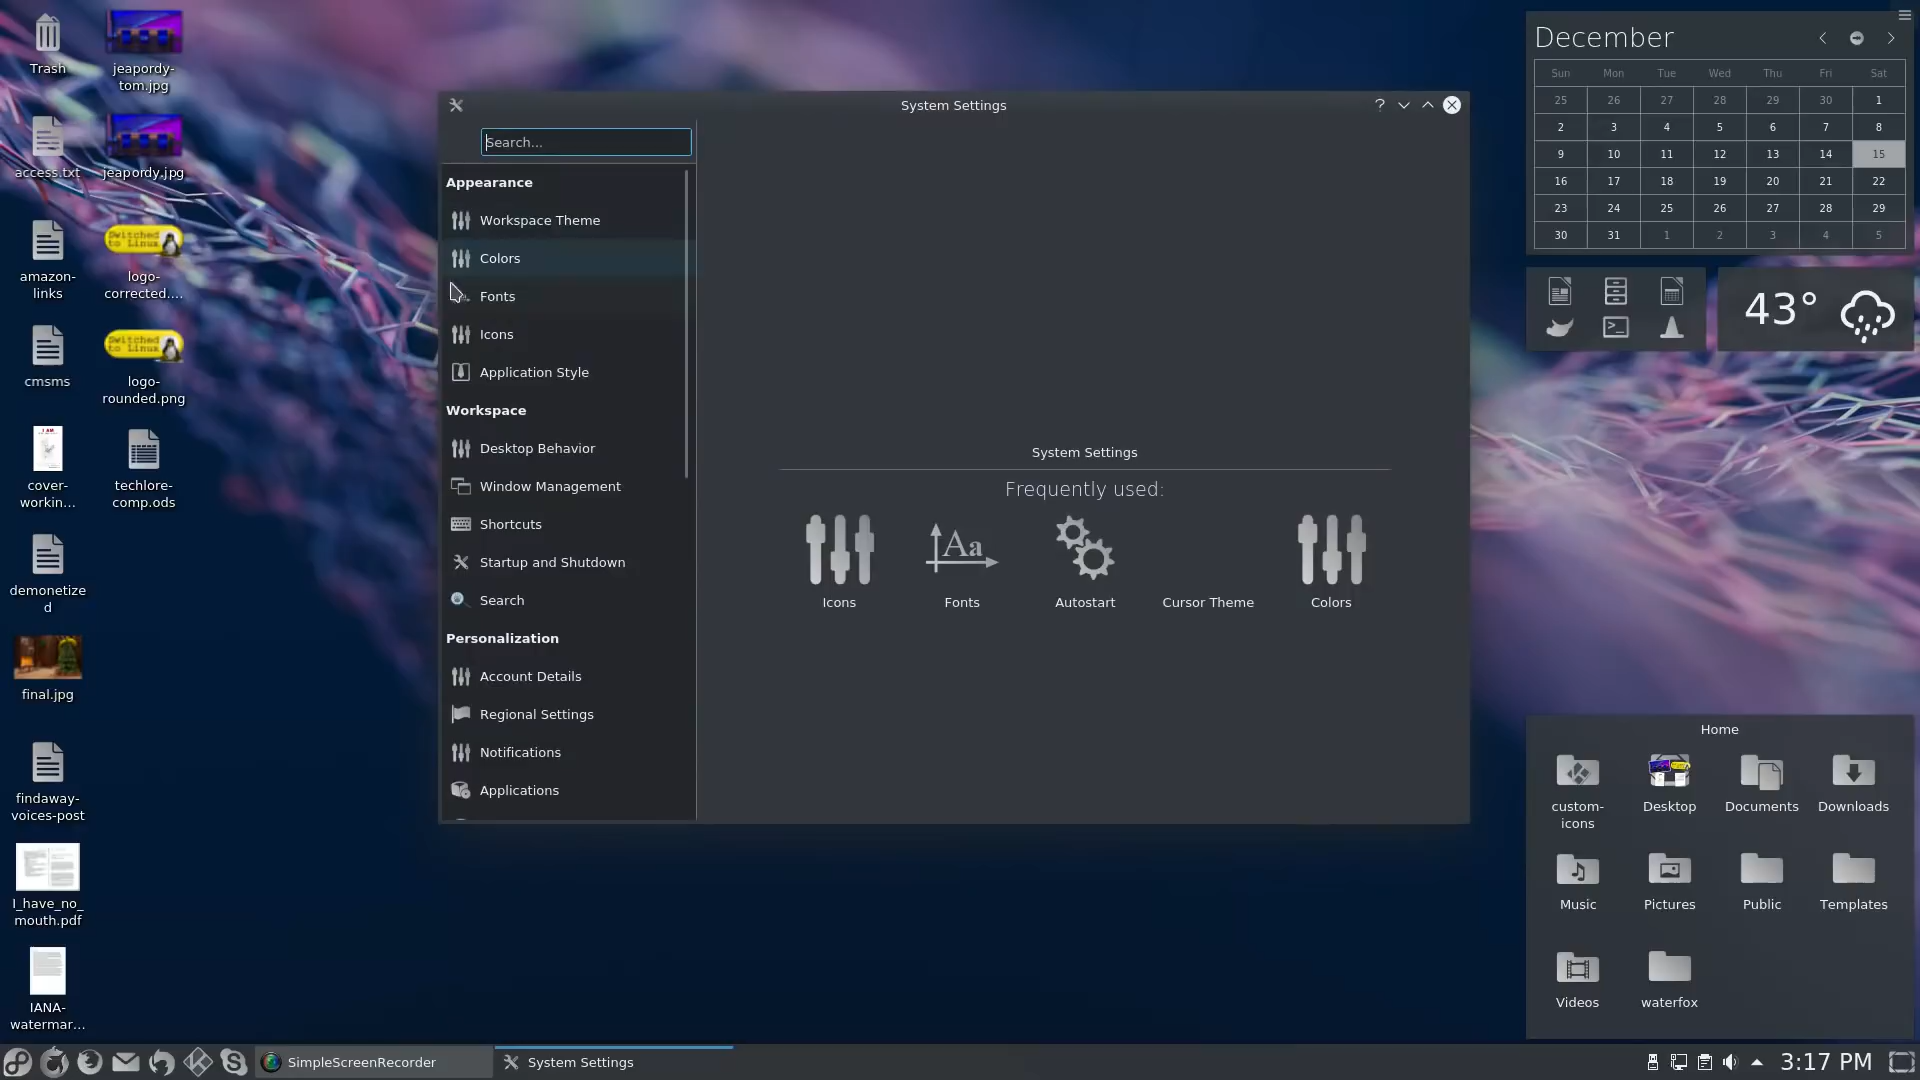 Trash
jeapordy-
tom.jpg
access.txt
jeapordy.jpg
amazon-
links
Switched
to Linux
logo-
corrected....
cmsms
Switched
to Linux
logo-
rounded.png
cover-
workin...
techlore-
comp.ods
demonetize
d
final.jpg
findaway-
voices-post
I_have_no_
mouth.pdf
IANA-
watermar...
System Settings
?
Search...
Appearance
Workspace Theme
Colors
Fonts
Icons
Application Style
Workspace
Desktop Behavior
Window Management
Shortcuts
Startup and Shutdown
Search
Personalization
Account Details
Regional Settings
Notifications
Applications
System Settings
Frequently used:
Aa
Icons Fonts Autostart Cursor Theme Colors
December
Sun Mon Tue Wed Thu Fri Sat
25 26 27 28 29 30 1
2 3 4 5 6 7 8
9 10 11 12 13 14 15
16 17 18 19 20 21 22
23 24 25 26 27 28 29
30 31 1 2 3 4 5
43°
Home
custom-
icons
Desktop Documents Downloads
Music Pictures Public Templates
Videos waterfox
SimpleScreenRecorder System Settings 3:17 PM